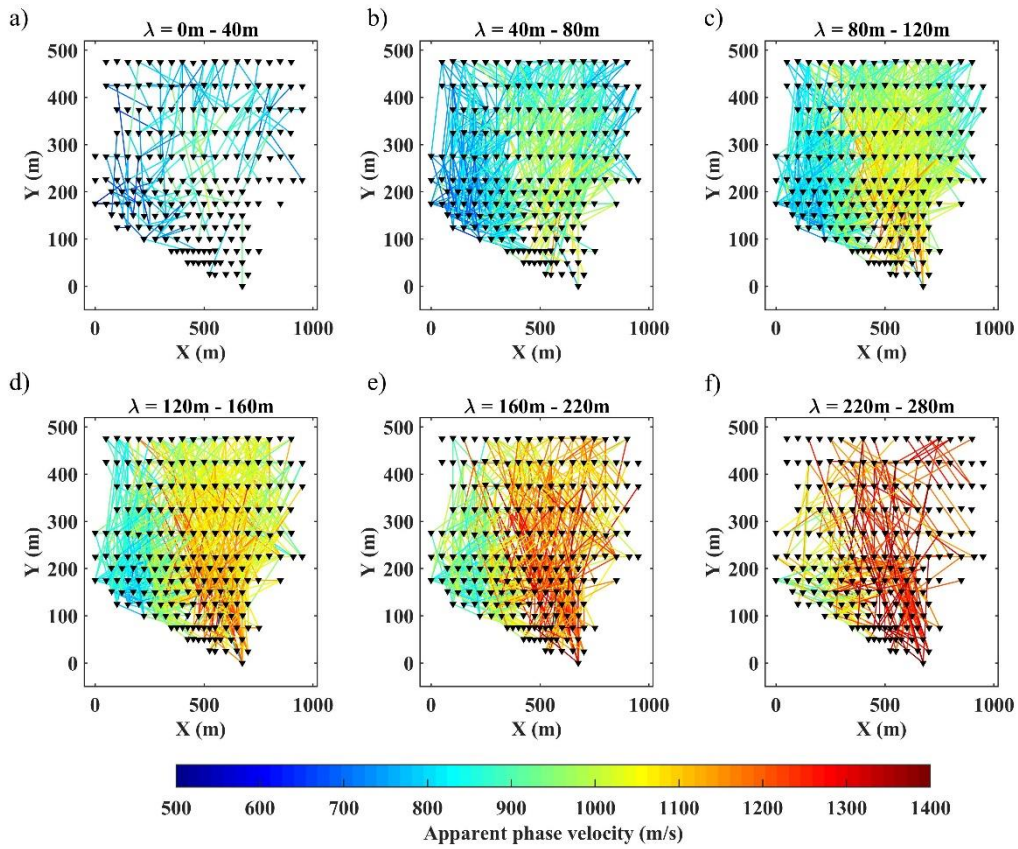 a)
λ = 0m - 40m
500
400
300
200
100
0
Y (m)
0
500
1000
X (m)
b)
λ = 40m - 80m
500
400
300
200
100
0
Y (m)
0
500
1000
X (m)
c)
λ = 80m - 120m
500
400
300
200
100
0
Y (m)
0
500
1000
X (m)
d)
λ = 120m - 160m
500
400
300
200
100
0
Y (m)
0
500
1000
X (m)
e)
λ = 160m - 220m
500
400
300
200
100
0
Y (m)
0
500
1000
X (m)
f)
λ = 220m - 280m
500
400
300
200
100
0
Y (m)
0
500
1000
X (m)
500 600 700 800 900 1000 1100 1200 1300 1400
Apparent phase velocity (m/s)